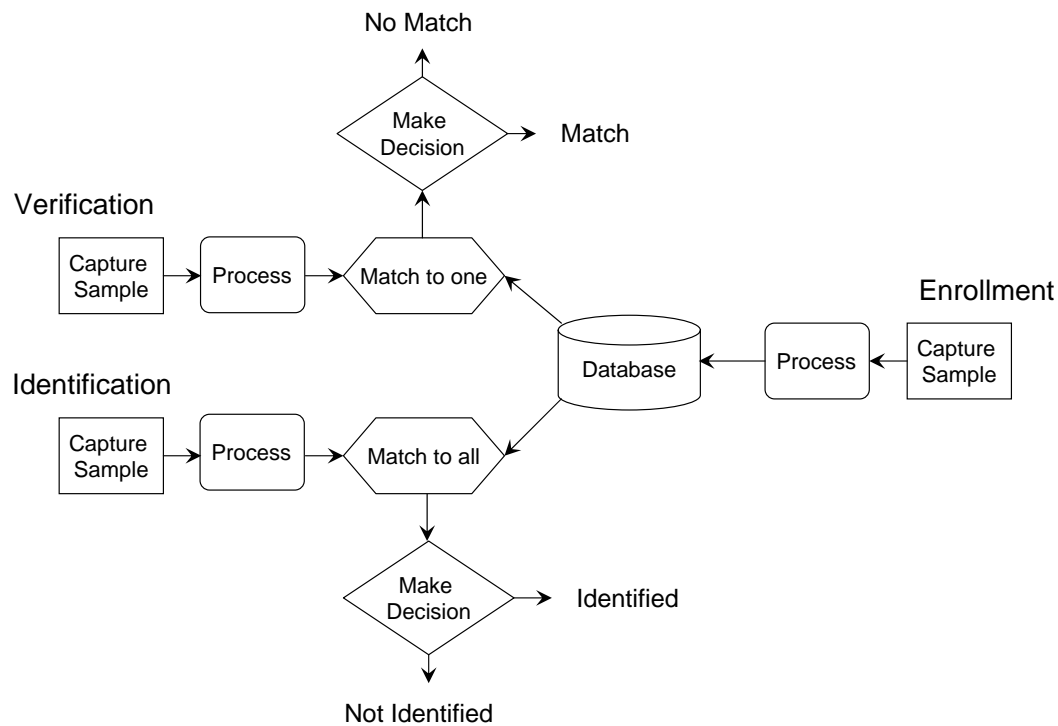 No Match
Make
Decision
Match
Verification
Capture
Sample
Process
Match to one
Enrollment
Database
Process
Capture
Sample
Identification
Capture
Sample
Process
Match to all
Make
Decision
Identified
Not Identified